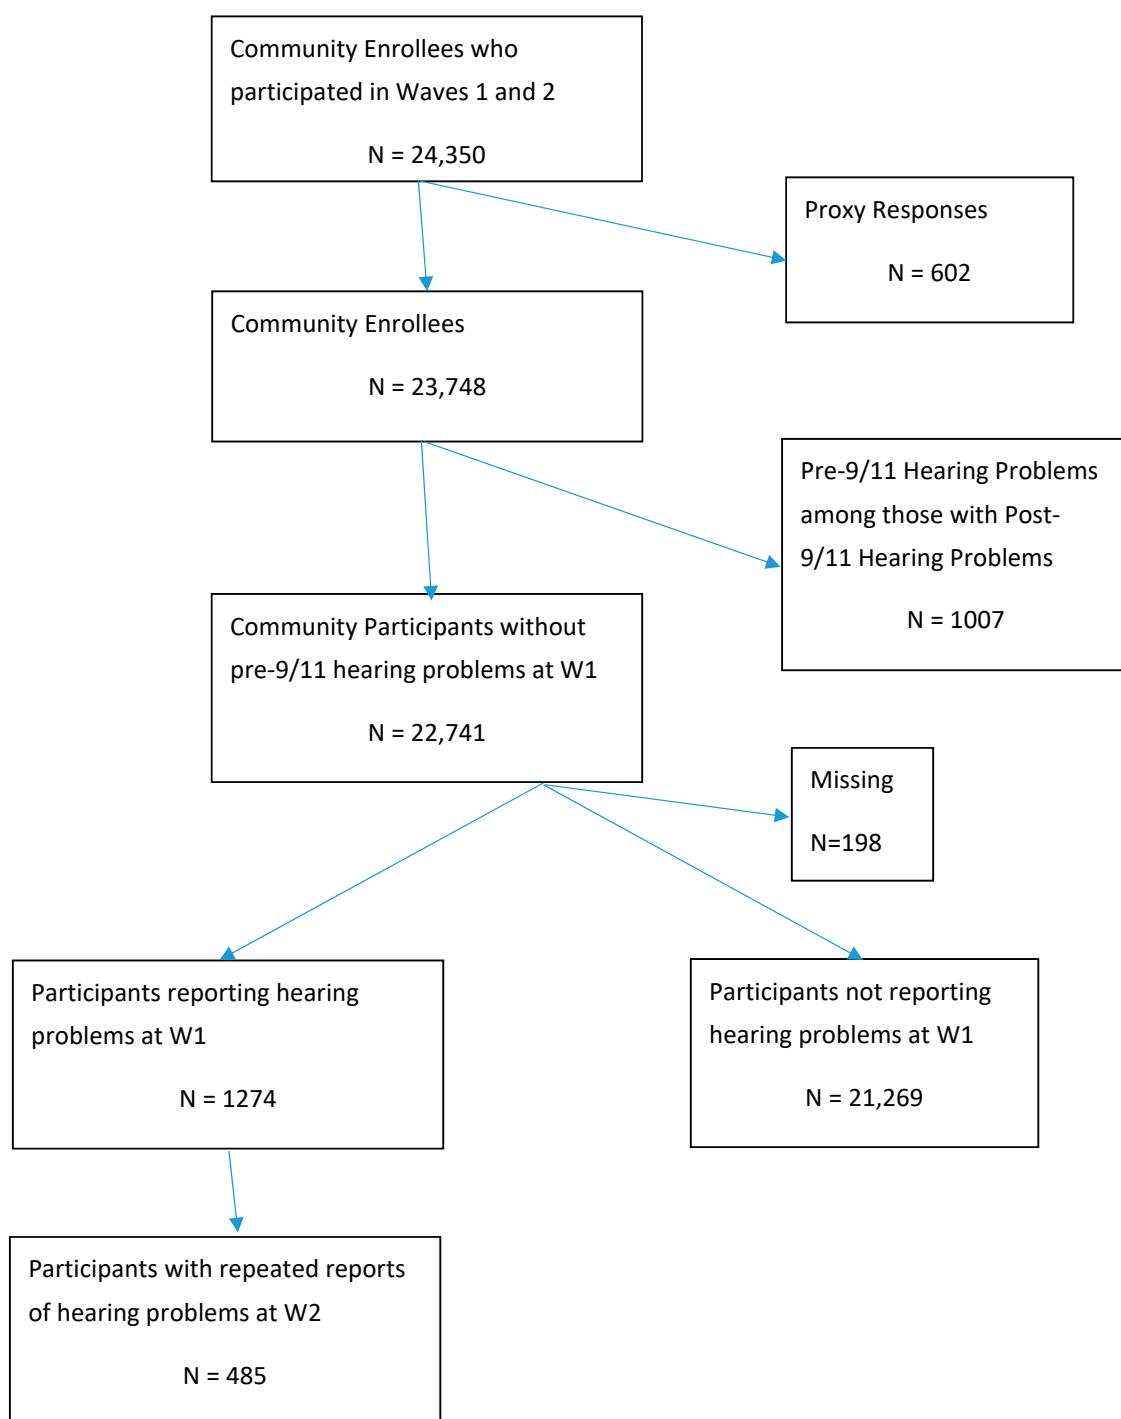 Community Enrollees who
participated in Waves 1 and 2
N = 24,350
Proxy Responses
N = 602
Community Enrollees
N = 23,748
Pre-9/11 Hearing Problems
among those with Post-
9/11 Hearing Problems
N = 1007
Community Participants without
pre-9/11 hearing problems at W1
N = 22,741
Missing
N=198
Participants reporting hearing
problems at W1
N = 1274
Participants not reporting
hearing problems at W1
N = 21,269
Participants with repeated reports
of hearing problems at W2
N = 485